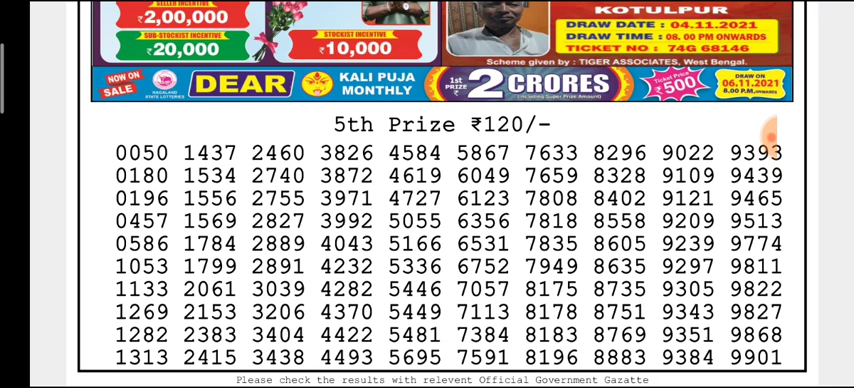 SELLER INCENTIVE
₹2,00,000
SUB-STOCKIST INCENTIVE
₹20,000
STOCKIST INCENTIVE
₹10,000
KOTULPUR
DRAW DATE : 04.11.2021
DRAW TIME : 08. 00 PM ONWARDS
TICKET NO : 74G 68146
Scheme given by : TIGER ASSOCIATES, West Bengal.
NOW ON SALE
NAGALAND STATE LOTTERIES
DEAR
KALI PUJA MONTHLY
1st PRIZE ₹
2 CRORES
(Including Super Prize Amount)
Ticket Price ₹500
DRAW ON 06.11.2021 8.00 P.M. ONWARDS
5th Prize ₹120/-
0050 1437 2460 3826 4584 5867 7633 8296 9022 9393
0180 1534 2740 3872 4619 6049 7659 8328 9109 9439
0196 1556 2755 3971 4727 6123 7808 8402 9121 9465
0457 1569 2827 3992 5055 6356 7818 8558 9209 9513
0586 1784 2889 4043 5166 6531 7835 8605 9239 9774
1053 1799 2891 4232 5336 6752 7949 8635 9297 9811
1133 2061 3039 4282 5446 7057 8175 8735 9305 9822
1269 2153 3206 4370 5449 7113 8178 8751 9343 9827
1282 2383 3404 4422 5481 7384 8183 8769 9351 9868
1313 2415 3438 4493 5695 7591 8196 8883 9384 9901
Please check the results with relevent Official Government Gazatte